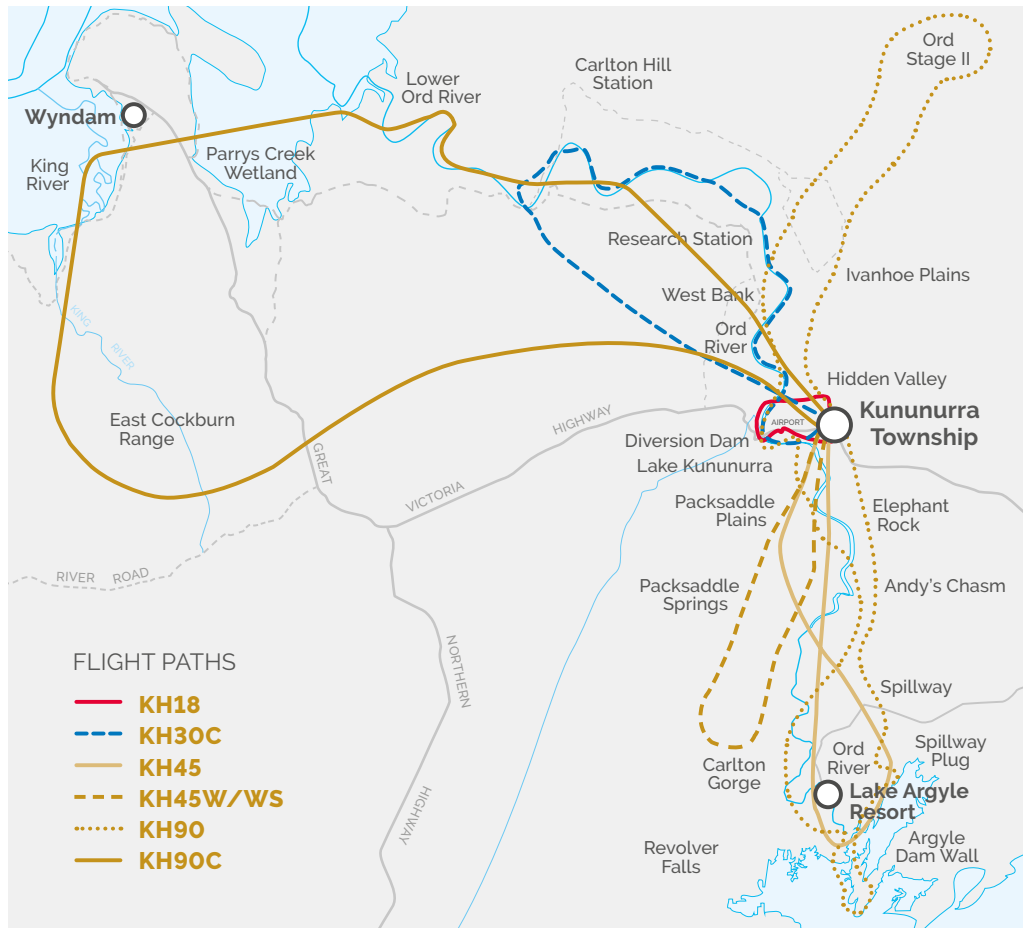 Ord
Stage II
Carlton Hill
Station
Lower
Ord River
Wyndam
King
River
Parrys Creek
Wetland
Research Station
Ivanhoe Plains
West Bank
Ord
River
KING
RIVER
Hidden Valley
Kununurra
Township
AIRPORT
East Cockburn
Range
HIGHWAY
Diversion Dam
Lake Kununurra
GREAT
VICTORIA
Packsaddle
Plains
Elephant
Rock
RIVER ROAD
Packsaddle
Springs
Andy's Chasm
NORTHERN
FLIGHT PATHS
KH18
KH30C
KH45
KH45W/WS
KH90
KH90C
Spillway
Spillway
Plug
Ord
River
Carlton
Gorge
Lake Argyle
Resort
HIGHWAY
Argyle
Dam Wall
Revolver
Falls